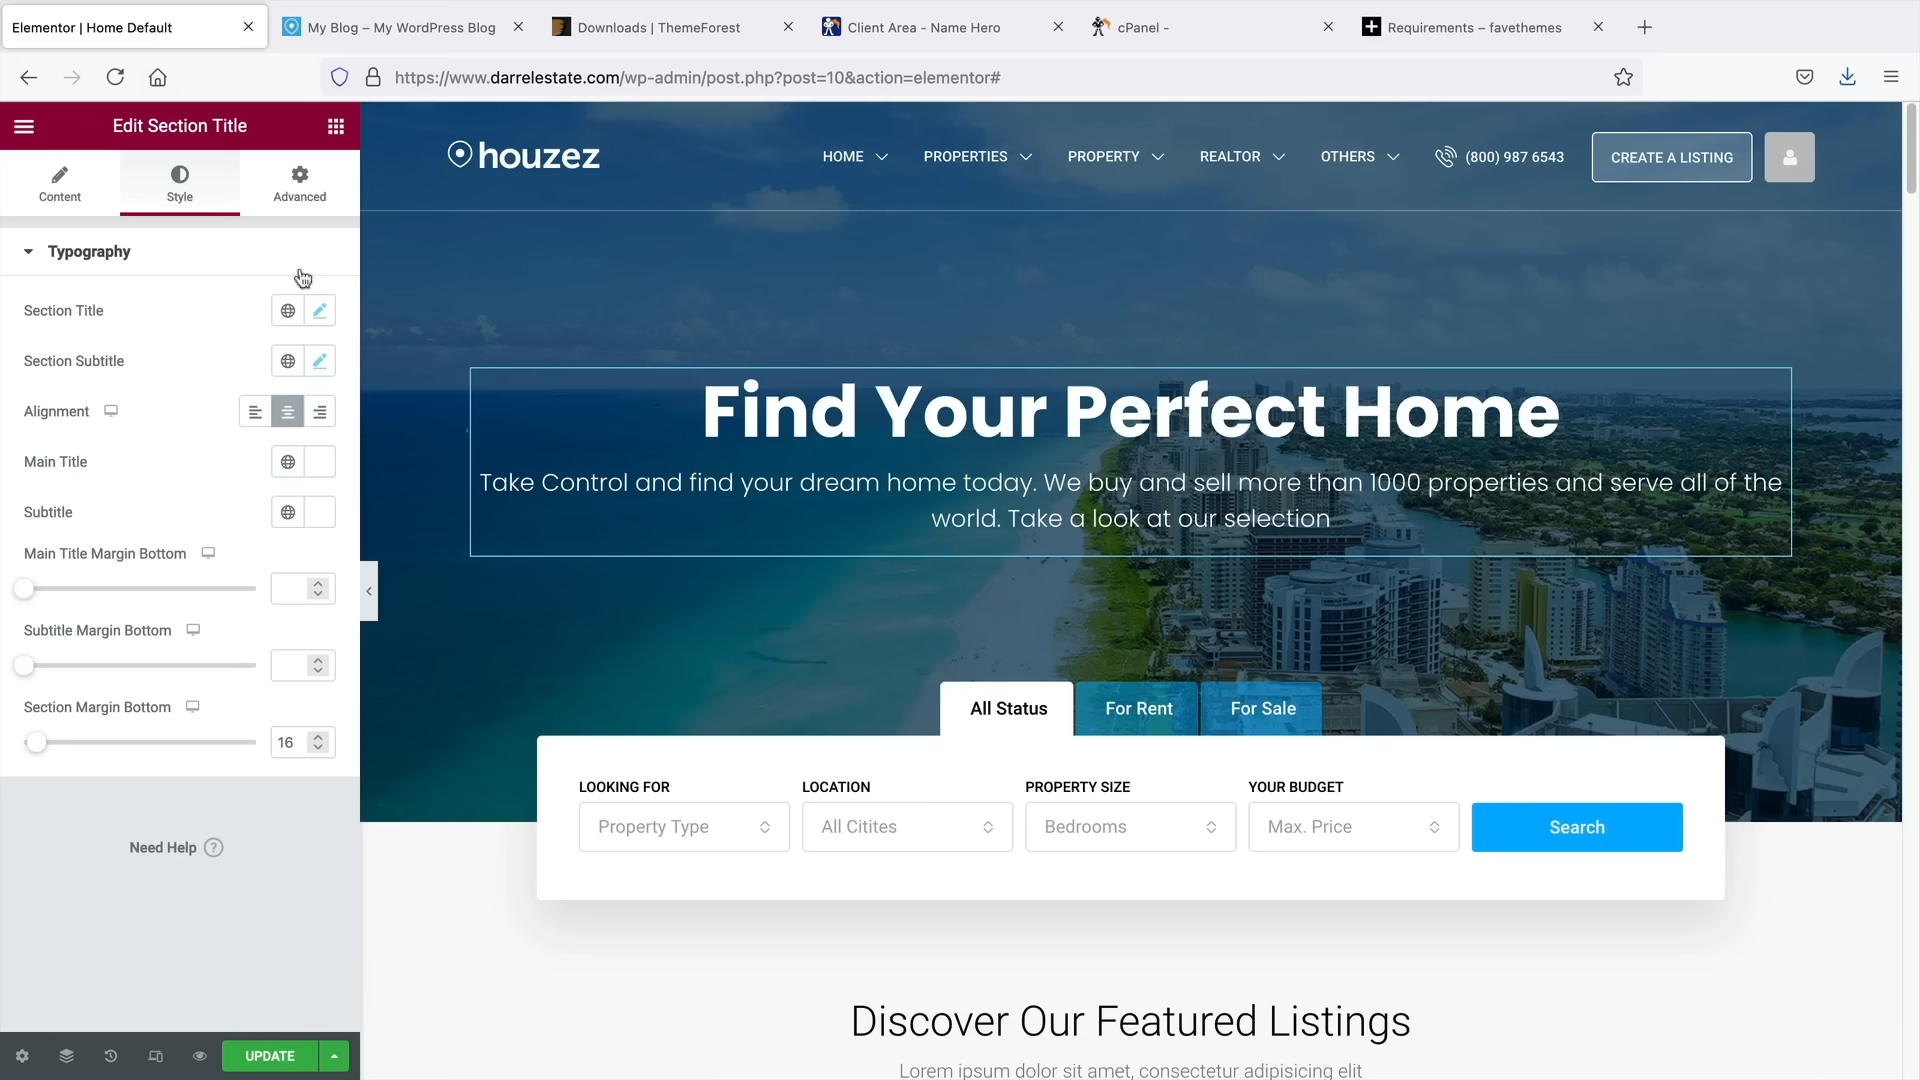 Elementor | Home Default
My Blog – My WordPress Blog
Downloads | ThemeForest
Client Area - Name Hero
cPanel -
Requirements – favethemes
https://www.darrelestate.com/wp-admin/post.php?post=10&action=elementor#
Edit Section Title
Content
Style
Advanced
Typography
Section Title
Section Subtitle
Alignment
Main Title
Subtitle
Main Title Margin Bottom
Subtitle Margin Bottom
Section Margin Bottom
16
Need Help ?
UPDATE
houzez
HOME
PROPERTIES
PROPERTY
REALTOR
OTHERS
(800) 987 6543
CREATE A LISTING
Find Your Perfect Home
Take Control and find your dream home today. We buy and sell more than 1000 properties and serve all of the
world. Take a look at our selection
All Status
For Rent
For Sale
LOOKING FOR
LOCATION
PROPERTY SIZE
YOUR BUDGET
Property Type
All Citites
Bedrooms
Max. Price
Search
Discover Our Featured Listings
Lorem ipsum dolor sit amet, consectetur adipisicing elit